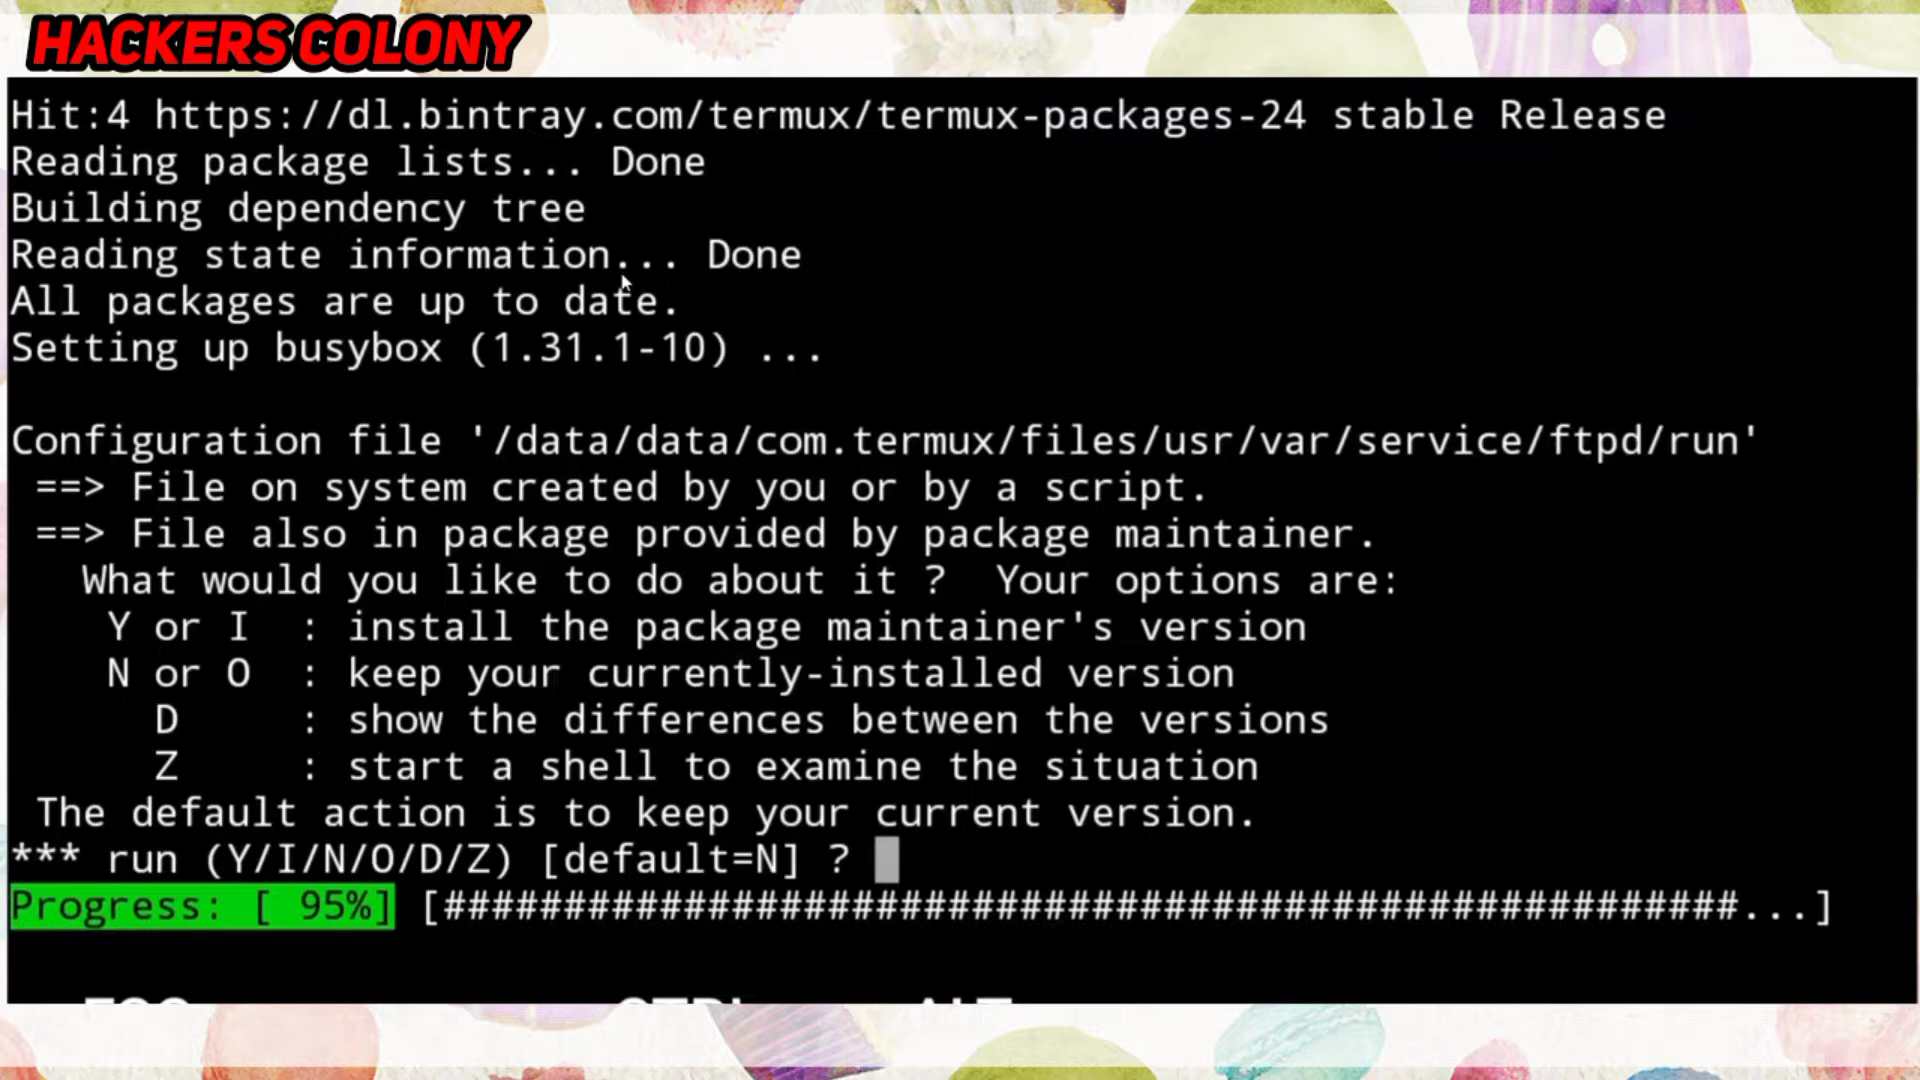 HACKERS COLONY
Hit:4 https://dl.bintray.com/termux/termux-packages-24 stable Release
Reading package lists... Done
Building dependency tree
Reading state information... Done
All packages are up to date.
Setting up busybox (1.31.1-10) ...
Configuration file '/data/data/com.termux/files/usr/var/service/ftpd/run'
==> File on system created by you or by a script.
==> File also in package provided by package maintainer.
What would you like to do about it ?  Your options are:
Y or I  : install the package maintainer's version
N or O  : keep your currently-installed version
D     : show the differences between the versions
Z     : start a shell to examine the situation
The default action is to keep your current version.
*** run (Y/I/N/O/D/Z) [default=N] ?
Progress: [ 95%] [######################################################...]